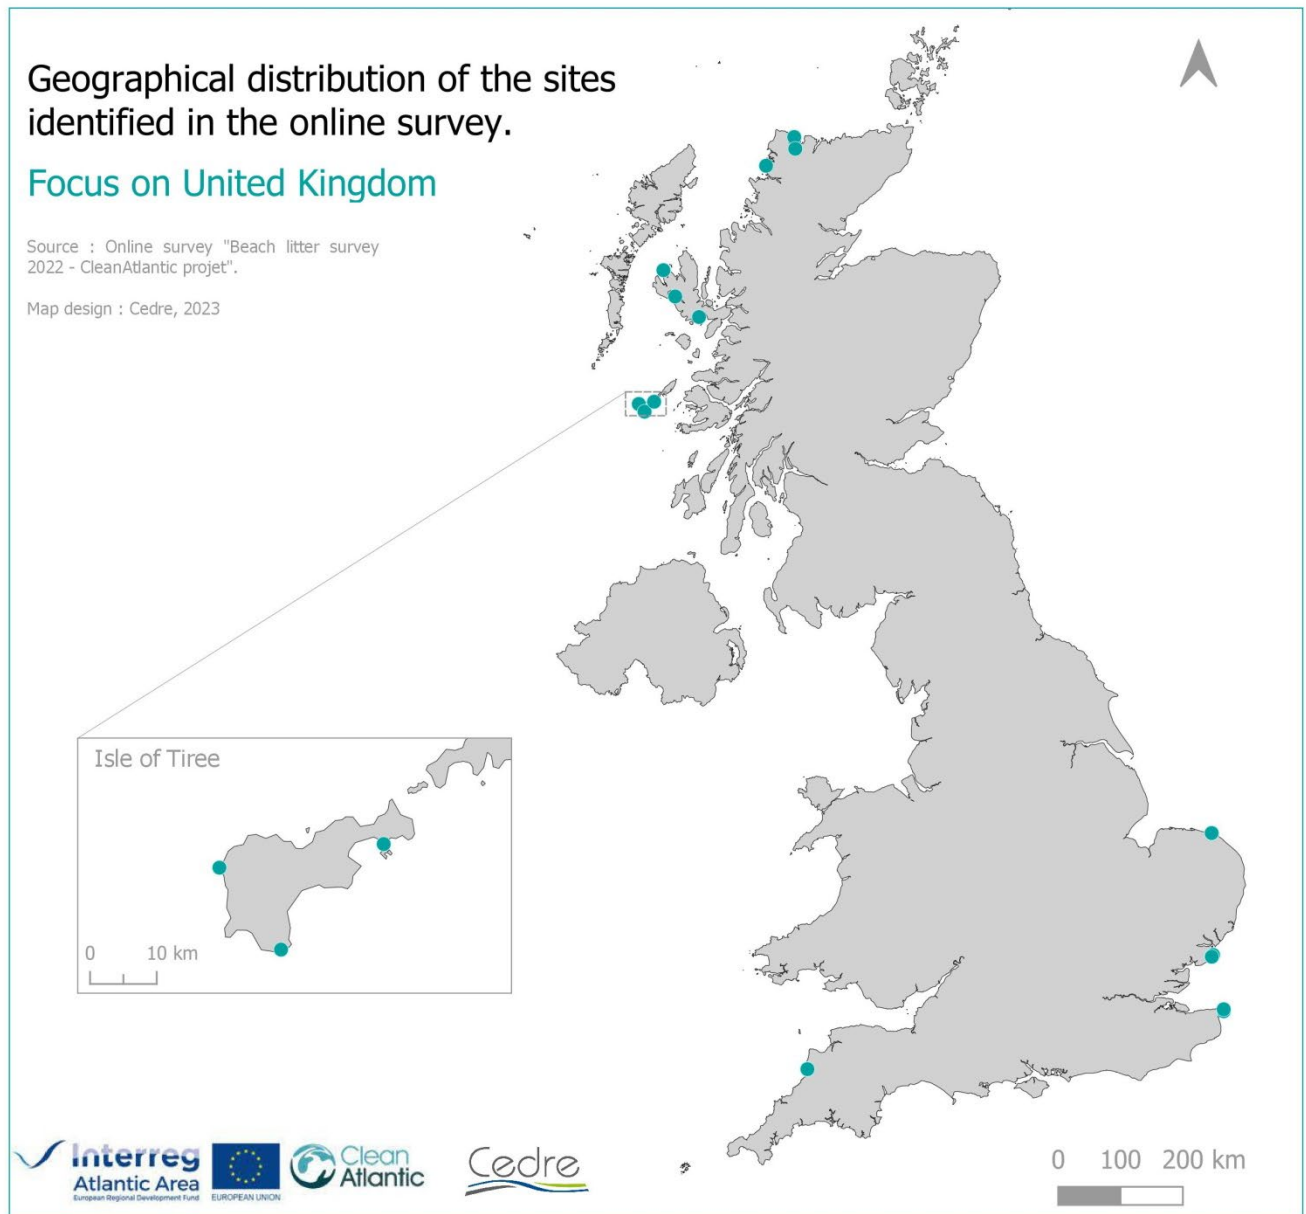 Geographical distribution of the sites
identified in the online survey.
Focus on United Kingdom
Source : Online survey "Beach litter survey
2022 - CleanAtlantic projet".
Map design : Cedre, 2023
Isle of Tiree
0 10 km
Interreg
Atlantic Area
European Regional Development Fund
EUROPEAN UNION
Clean
Atlantic
Cedre
0 100 200 km